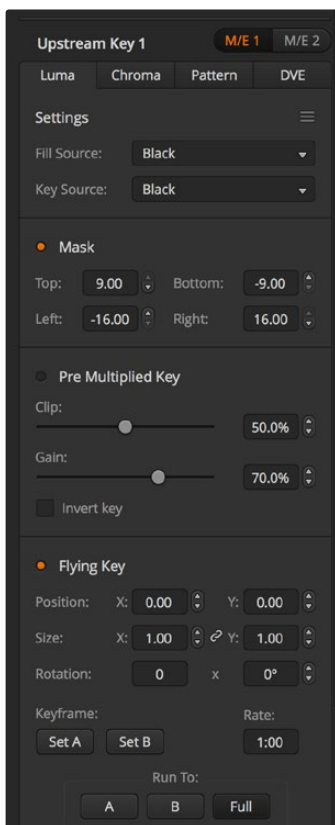 Upstream Key 1 M/E 1 M/E 2
Luma Chroma Pattern DVE
Settings
Fill Source: Black
Key Source: Black
Mask
Top: 9.00 Bottom: -9.00
Left: -16.00 Right: 16.00
Pre Multiplied Key
Clip:
50.0%
Gain:
70.0%
Invert key
Flying Key
Position: X: 0.00 Y: 0.00
Size: X: 1.00 Y: 1.00
Rotation: 0 x 0°
Keyframe: Rate:
Set A Set B 1:00
Run To:
A B Full